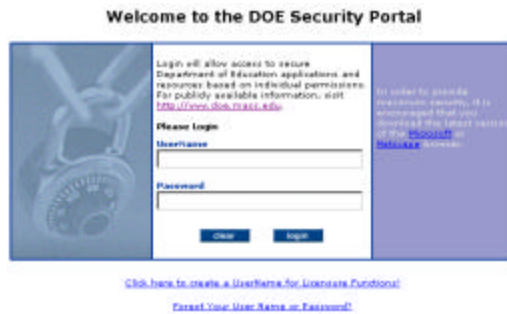 Welcome to the DOE Security Portal
Login will allow access to secure
Department of Education applications and
resources based on individual permissions.
For publicly available information, visit
http://www.doe.mass.edu.
Please Login
UserName
Password
clear
login
In order to provide
maximum security, it is
encouraged that you
download the latest version
of the Microsoft or
Netscape browser.
Click here to create a UserName for Licensure Functions!
Forgot Your User Name or Password?